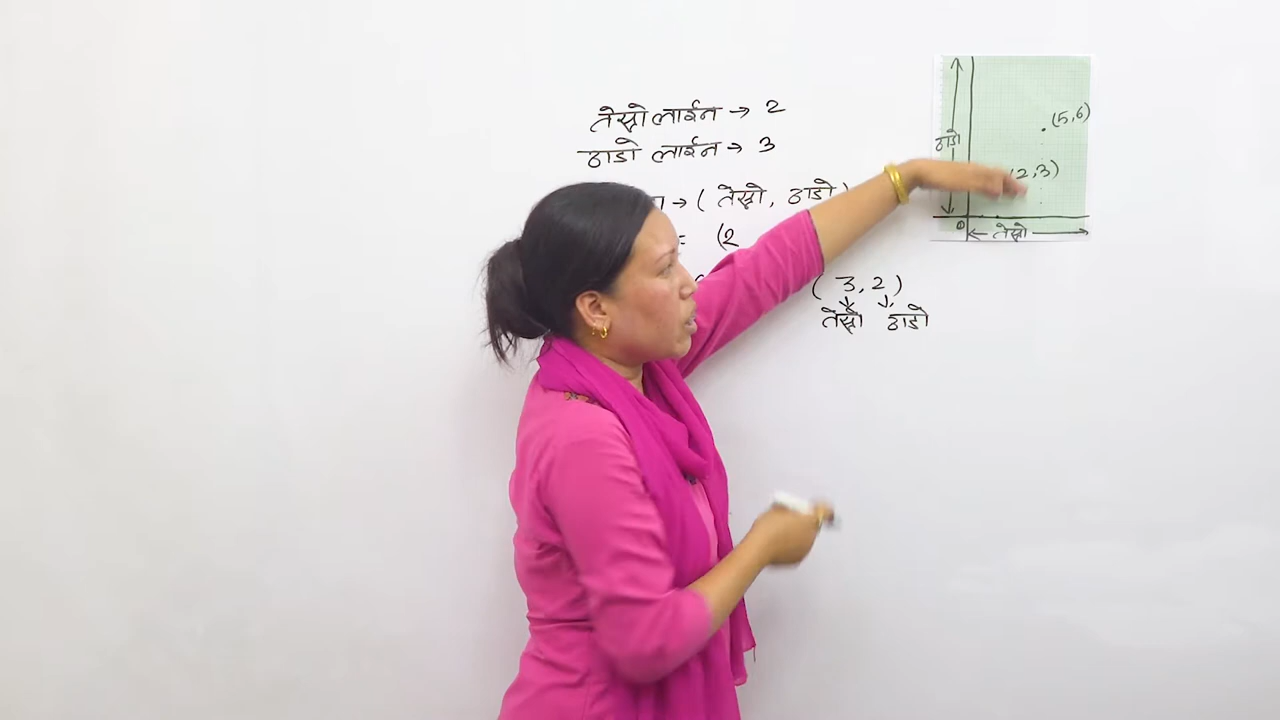 तेस्रो लाईन → 2
ठाडो लाईन → 3
→ ( तेस्रो, ठाडो )
= (2
( 3, 2 )
तेस्रो ठाडो
(5,6)
ठाडो
2,3)
0
तेस्रो